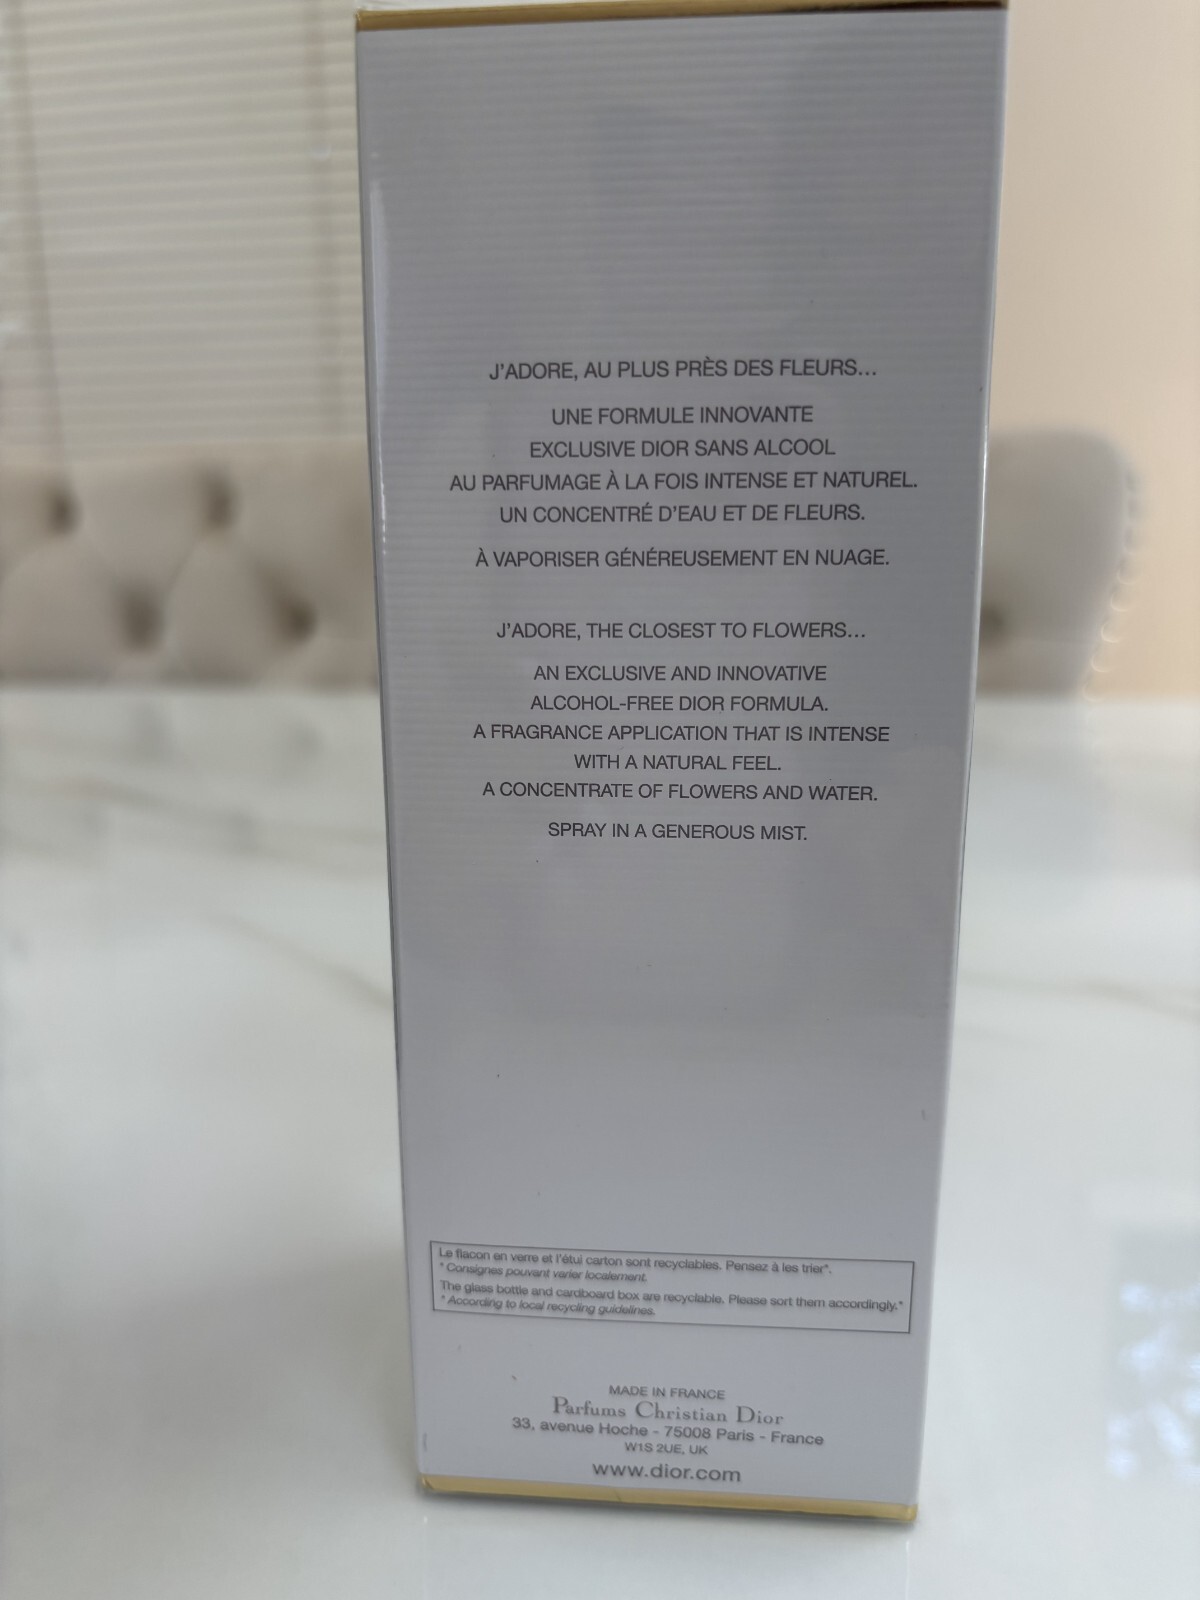 J'ADORE, AU PLUS PRÈS DES FLEURS...
UNE FORMULE INNOVANTE
EXCLUSIVE DIOR SANS ALCOOL
AU PARFUMAGE À LA FOIS INTENSE ET NATUREL.
UN CONCENTRÉ D'EAU ET DE FLEURS.
À VAPORISER GÉNÉREUSEMENT EN NUAGE.
J'ADORE, THE CLOSEST TO FLOWERS...
AN EXCLUSIVE AND INNOVATIVE
ALCOHOL-FREE DIOR FORMULA.
A FRAGRANCE APPLICATION THAT IS INTENSE
WITH A NATURAL FEEL.
A CONCENTRATE OF FLOWERS AND WATER.
SPRAY IN A GENEROUS MIST.
Le flacon en verre et l'étui carton sont recyclables. Pensez à les trier*.
* Consignes pouvant varier localement.
The glass bottle and cardboard box are recyclable. Please sort them accordingly.*
* According to local recycling guidelines.
MADE IN FRANCE
Parfums Christian Dior
33, avenue Hoche - 75008 Paris - France
W1S 2UE, UK
www.dior.com